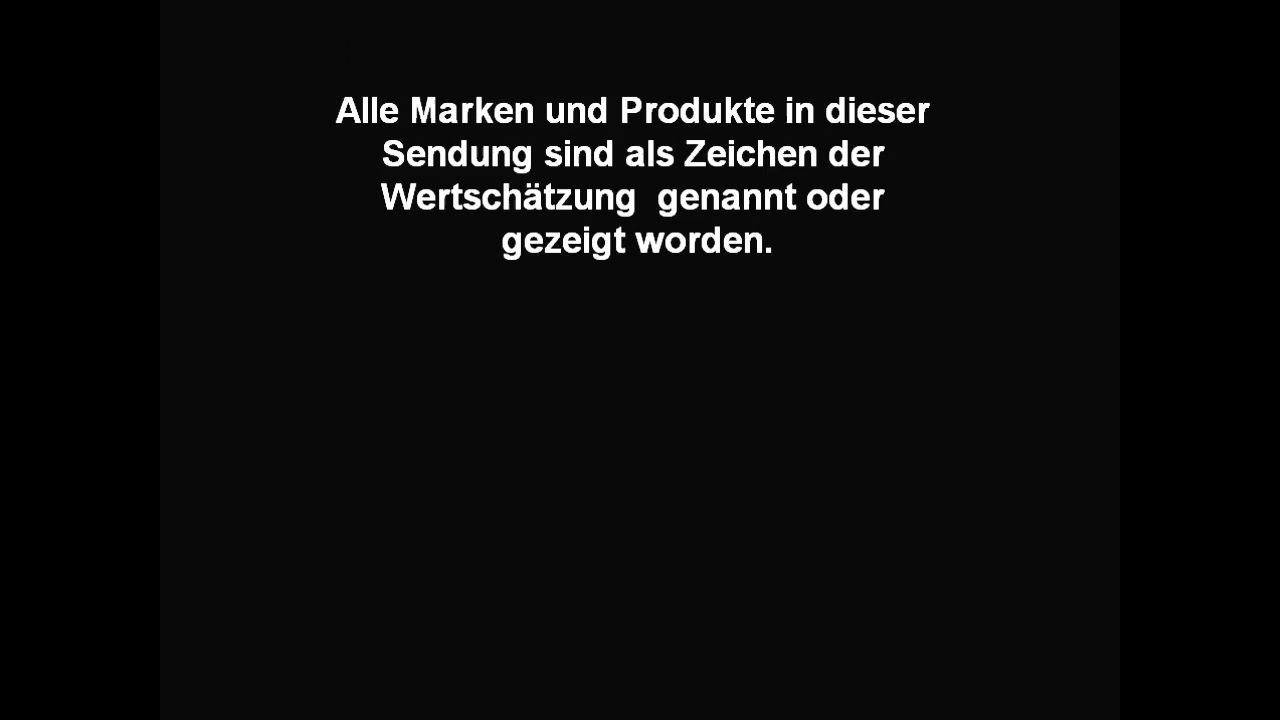 Alle Marken und Produkte in dieser
Sendung sind als Zeichen der
Wertschätzung  genannt oder
gezeigt worden.